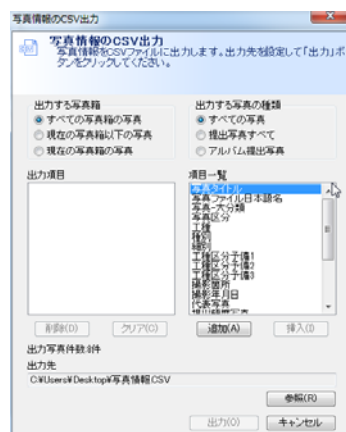 写真情報のCSV出力
写真情報のCSV出力
写真情報をCSVファイルに出力します。出力先を設定して「出力」ボ
タンをクリックしてください。
出力する写真箱
すべての写真箱の写真
現在の写真箱以下の写真
現在の写真箱の写真
出力する写真の種類
すべての写真
提出写真すべて
アルバム提出写真
出力項目
項目一覧
写真タイトル
写真ファイル日本語名
写真-大分類
写真区分
工種
種別
細別
工種区分予備1
工種区分予備2
工種区分予備3
撮影箇所
撮影年月日
代表写真
削除(D)
クリア(C)
追加(A)
挿入(I)
出力写真件数:8件
出力先
C:¥Users¥Desktop¥写真情報.CSV
参照(R)
出力(O)
キャンセル